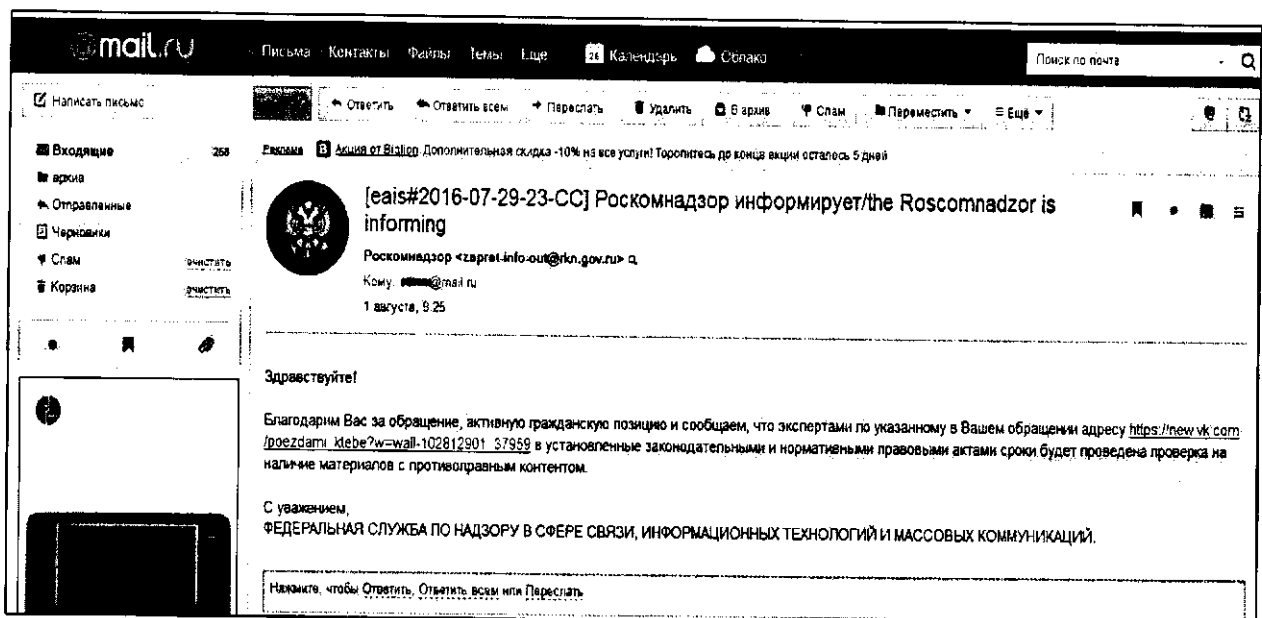 @mail.ru
Письма Контакты Файлы Темы Ещё 26 Календарь Облако
Поиск по почте
Написать письмо
Ответить Ответить всем Переслать Удалить В архив Спам Переместить Ещё
Входящие 268
архив
Отправленные
Черновики
Спам очистить
Корзина очистить
Реклама B Акция от Bizlion Дополнительная скидка -10% на все услуги! Торопитесь до конца акции осталось 5 дней
[eais#2016-07-29-23-CC] Роскомнадзор информирует/the Roscomnadzor is
informing
Роскомнадзор <zapret-info-out@rkn.gov.ru>
Кому: @mail.ru
1 августа, 9:25
Здравствуйте!
Благодарим Вас за обращение, активную гражданскую позицию и сообщаем, что экспертами по указанному в Вашем обращении адресу https://new.vk.com
/poezdami_ktebe?w=wall-102812901_37959 в установленные законодательными и нормативными правовыми актами сроки будет проведена проверка на
наличие материалов с противоправным контентом.
С уважением,
ФЕДЕРАЛЬНАЯ СЛУЖБА ПО НАДЗОРУ В СФЕРЕ СВЯЗИ, ИНФОРМАЦИОННЫХ ТЕХНОЛОГИЙ И МАССОВЫХ КОММУНИКАЦИЙ.
Нажмите, чтобы Ответить, Ответить всем или Переслать